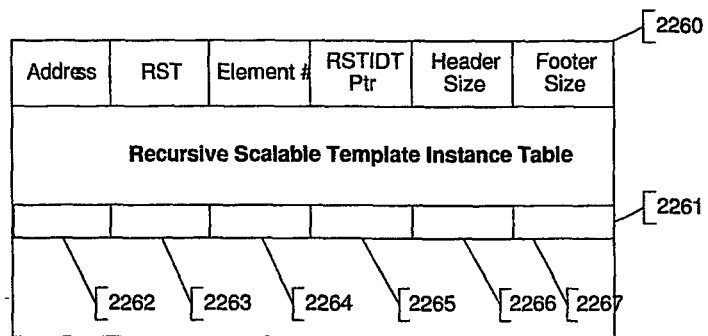 2260
Address RST Element # RSTIDT Ptr Header Size Footer Size
Recursive Scalable Template Instance Table
2261
2262 2263 2264 2265 2266 2267